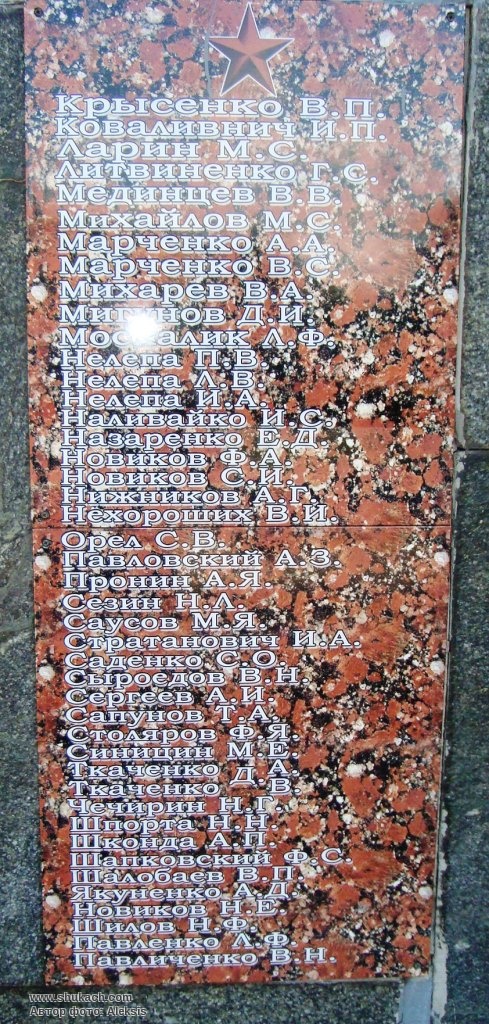 Крысенко В.П.
Коваливнич И.П.
Ларин М.С.
Литвиненко Г.С.
Мединцев В.В.
Михайлов М.С.
Марченко А.А.
Марченко В.С.
Михарев В.А.
Мигинов Д.И.
Москалик Л.Ф.
Нелепа П.В.
Нелепа Л.В.
Нелепа И.А.
Наливайко И.С.
Назаренко Е.Д
Новиков Ф.А.
Новиков С.И.
Нижников А.Г.
Нехороших В.И.
Орел С.В.
Павловский А.З.
Пронин А.Я.
Сезин Н.Л.
Саусов М.Я.
Стратанович И.А.
Саденко С.О.
Сыроедов В.Н.
Сергеев А.И.
Сапунов Т.А.
Столяров Ф.Я.
Синицин М.Е.
Ткаченко Д.А.
Ткаченко Г.В.
Чечирин Н.Г.
Шпорта Н.Н.
Шконда А.П.
Шапковский Ф.С.
Шалобаев В.П.
Якуненко А.Д.
Новиков Н.Е.
Шилов Н.Ф.
Павленко Л.Ф.
Павличенко В.Н.
www.shukach.com
Автор фото: Aleksis